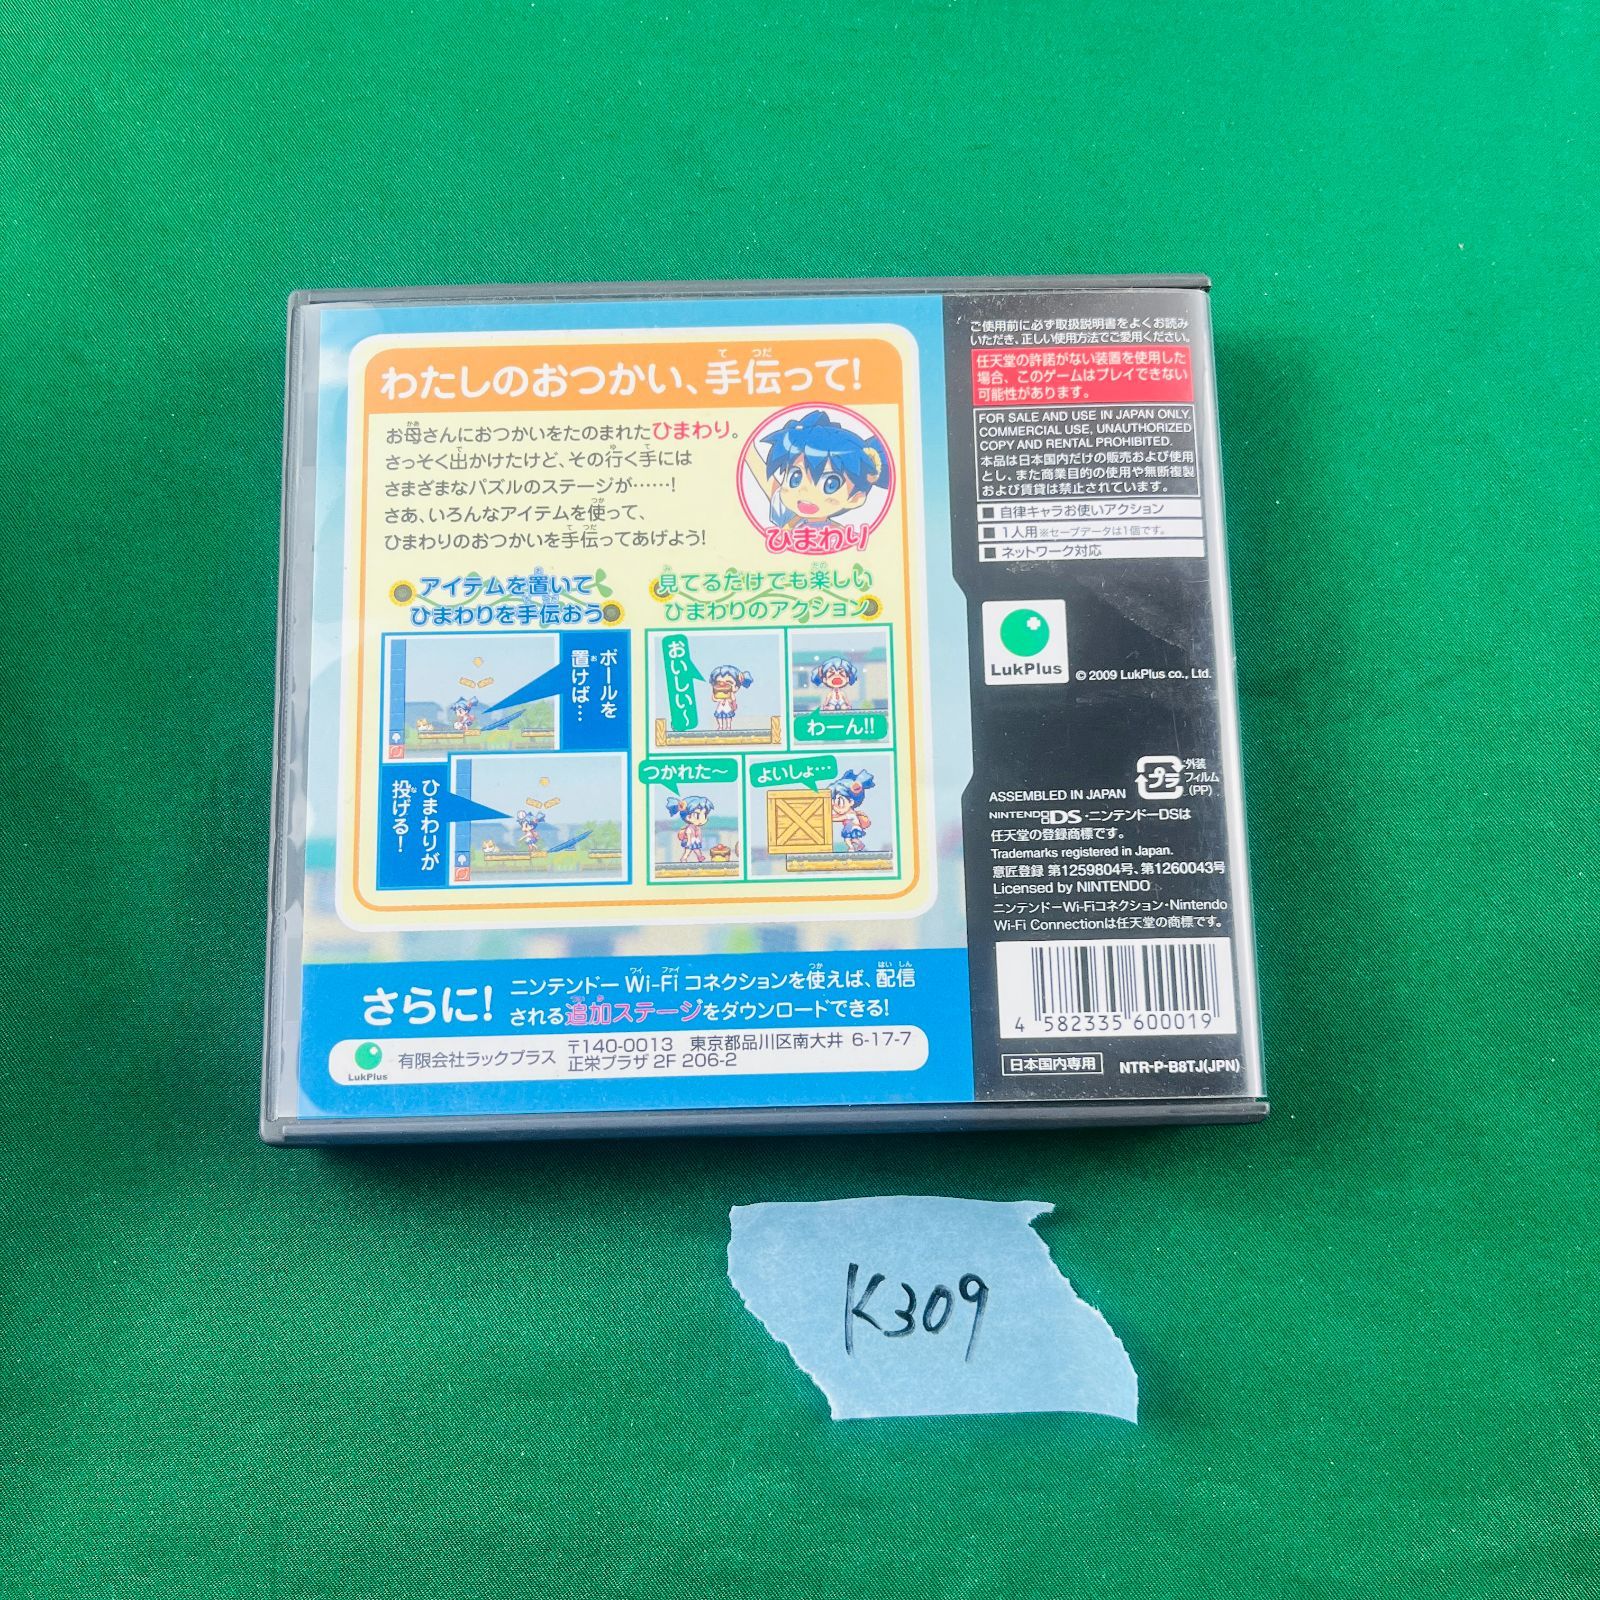 わたしのおつかい、手伝って!
お母さんにおつかいをたのまれたひまわり。
さっそく出かけたけど、その行く手には
さまざまなパズルのステージが……!
さあ、いろんなアイテムを使って、
ひまわりのおつかいを手伝ってあげよう!
ひまわり
アイテムを置いて
ひまわりを手伝おう
ボールを
置けば…
ひまわりが
投げる!
見てるだけでも楽しい
ひまわりのアクション
おいしい〜
わーん!!
つかれた〜
よいしょ…
さらに!
ニンテンドーWi-Fiコネクションを使えば、配信
される追加ステージをダウンロードできる!
LukPlus
有限会社ラックプラス
〒140-0013 東京都品川区南大井 6-17-7
正栄プラザ 2F 206-2
ご使用前に必ず取扱説明書をよくお読み
いただき、正しい使用方法でご愛用ください。
任天堂の許諾がない装置を使用した
場合、このゲームはプレイできない
可能性があります。
FOR SALE AND USE IN JAPAN ONLY.
COMMERCIAL USE, UNAUTHORIZED
COPY AND RENTAL PROHIBITED.
本品は日本国内だけの販売および使用
とし、また商業目的の使用や無断複製
および賃貸は禁止されています。
■ 自律キャラお使いアクション
■ 1人用※セーブデータは1個です。
■ ネットワーク対応
LukPlus
© 2009 LukPlus co., Ltd.
プラ
外装
フィルム
(PP)
ASSEMBLED IN JAPAN
NINTENDO DS・ニンテンドーDSは
任天堂の登録商標です。
Trademarks registered in Japan.
意匠登録 第1259804号、第1260043号
Licensed by NINTENDO
ニンテンドーWi-Fiコネクション・Nintendo
Wi-Fi Connectionは任天堂の商標です。
4 582335 600019
日本国内専用
NTR-P-B8TJ(JPN)
K309